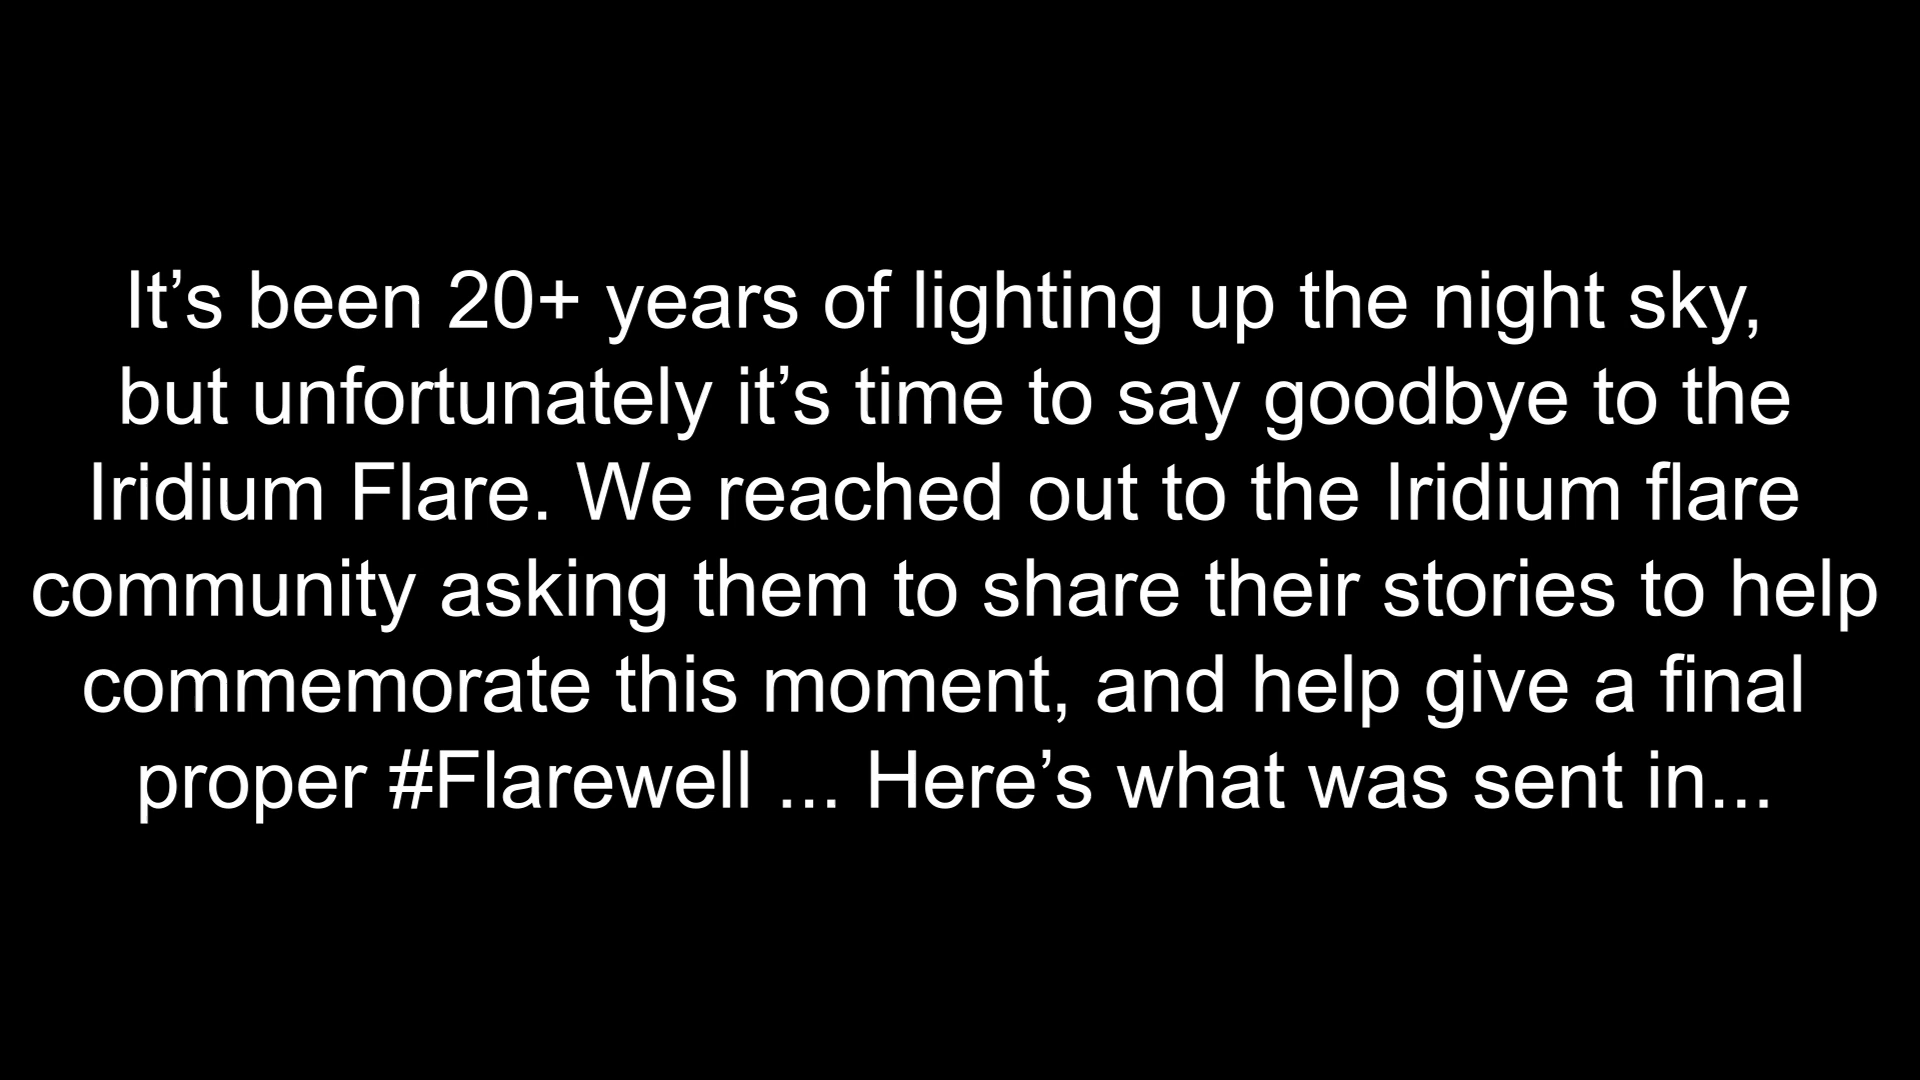 It’s been 20+ years of lighting up the night sky,
but unfortunately it’s time to say goodbye to the
Iridium Flare. We reached out to the Iridium flare
community asking them to share their stories to help
commemorate this moment, and help give a final
proper #Flarewell ... Here’s what was sent in...